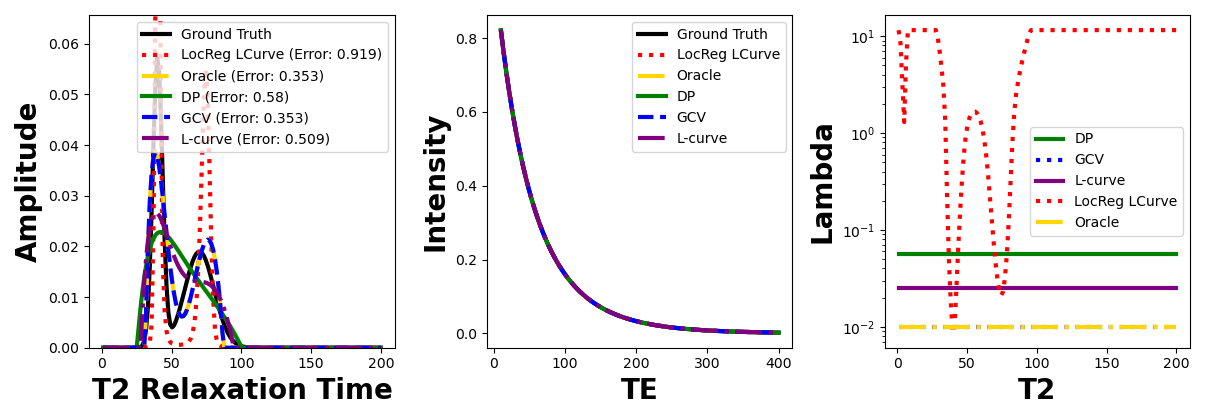 Amplitude
0.06
0.05
0.04
0.03
0.02
0.01
0.00
Ground Truth
LocReg LCurve (Error: 0.919)
Oracle (Error: 0.353)
DP (Error: 0.58)
GCV (Error: 0.353)
L-curve (Error: 0.509)
0 50 100 150 200
T2 Relaxation Time
Intensity
0.8
0.6
0.4
0.2
0.0
Ground Truth
LocReg LCurve
Oracle
DP
GCV
L-curve
0 100 200 300 400
TE
Lambda
10¹
10⁰
10⁻¹
10⁻²
DP
GCV
L-curve
LocReg LCurve
Oracle
0 50 100 150 200
T2